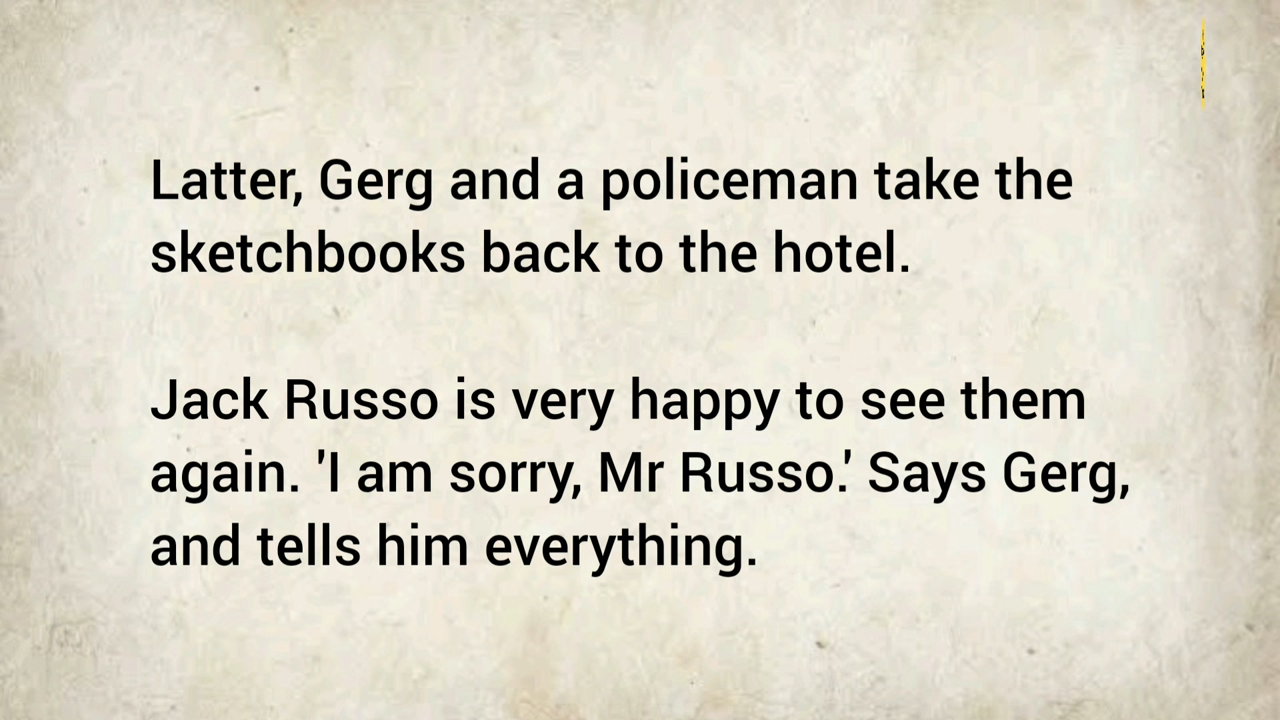 Latter, Gerg and a policeman take the
sketchbooks back to the hotel.
Jack Russo is very happy to see them
again. 'I am sorry, Mr Russo.' Says Gerg,
and tells him everything.